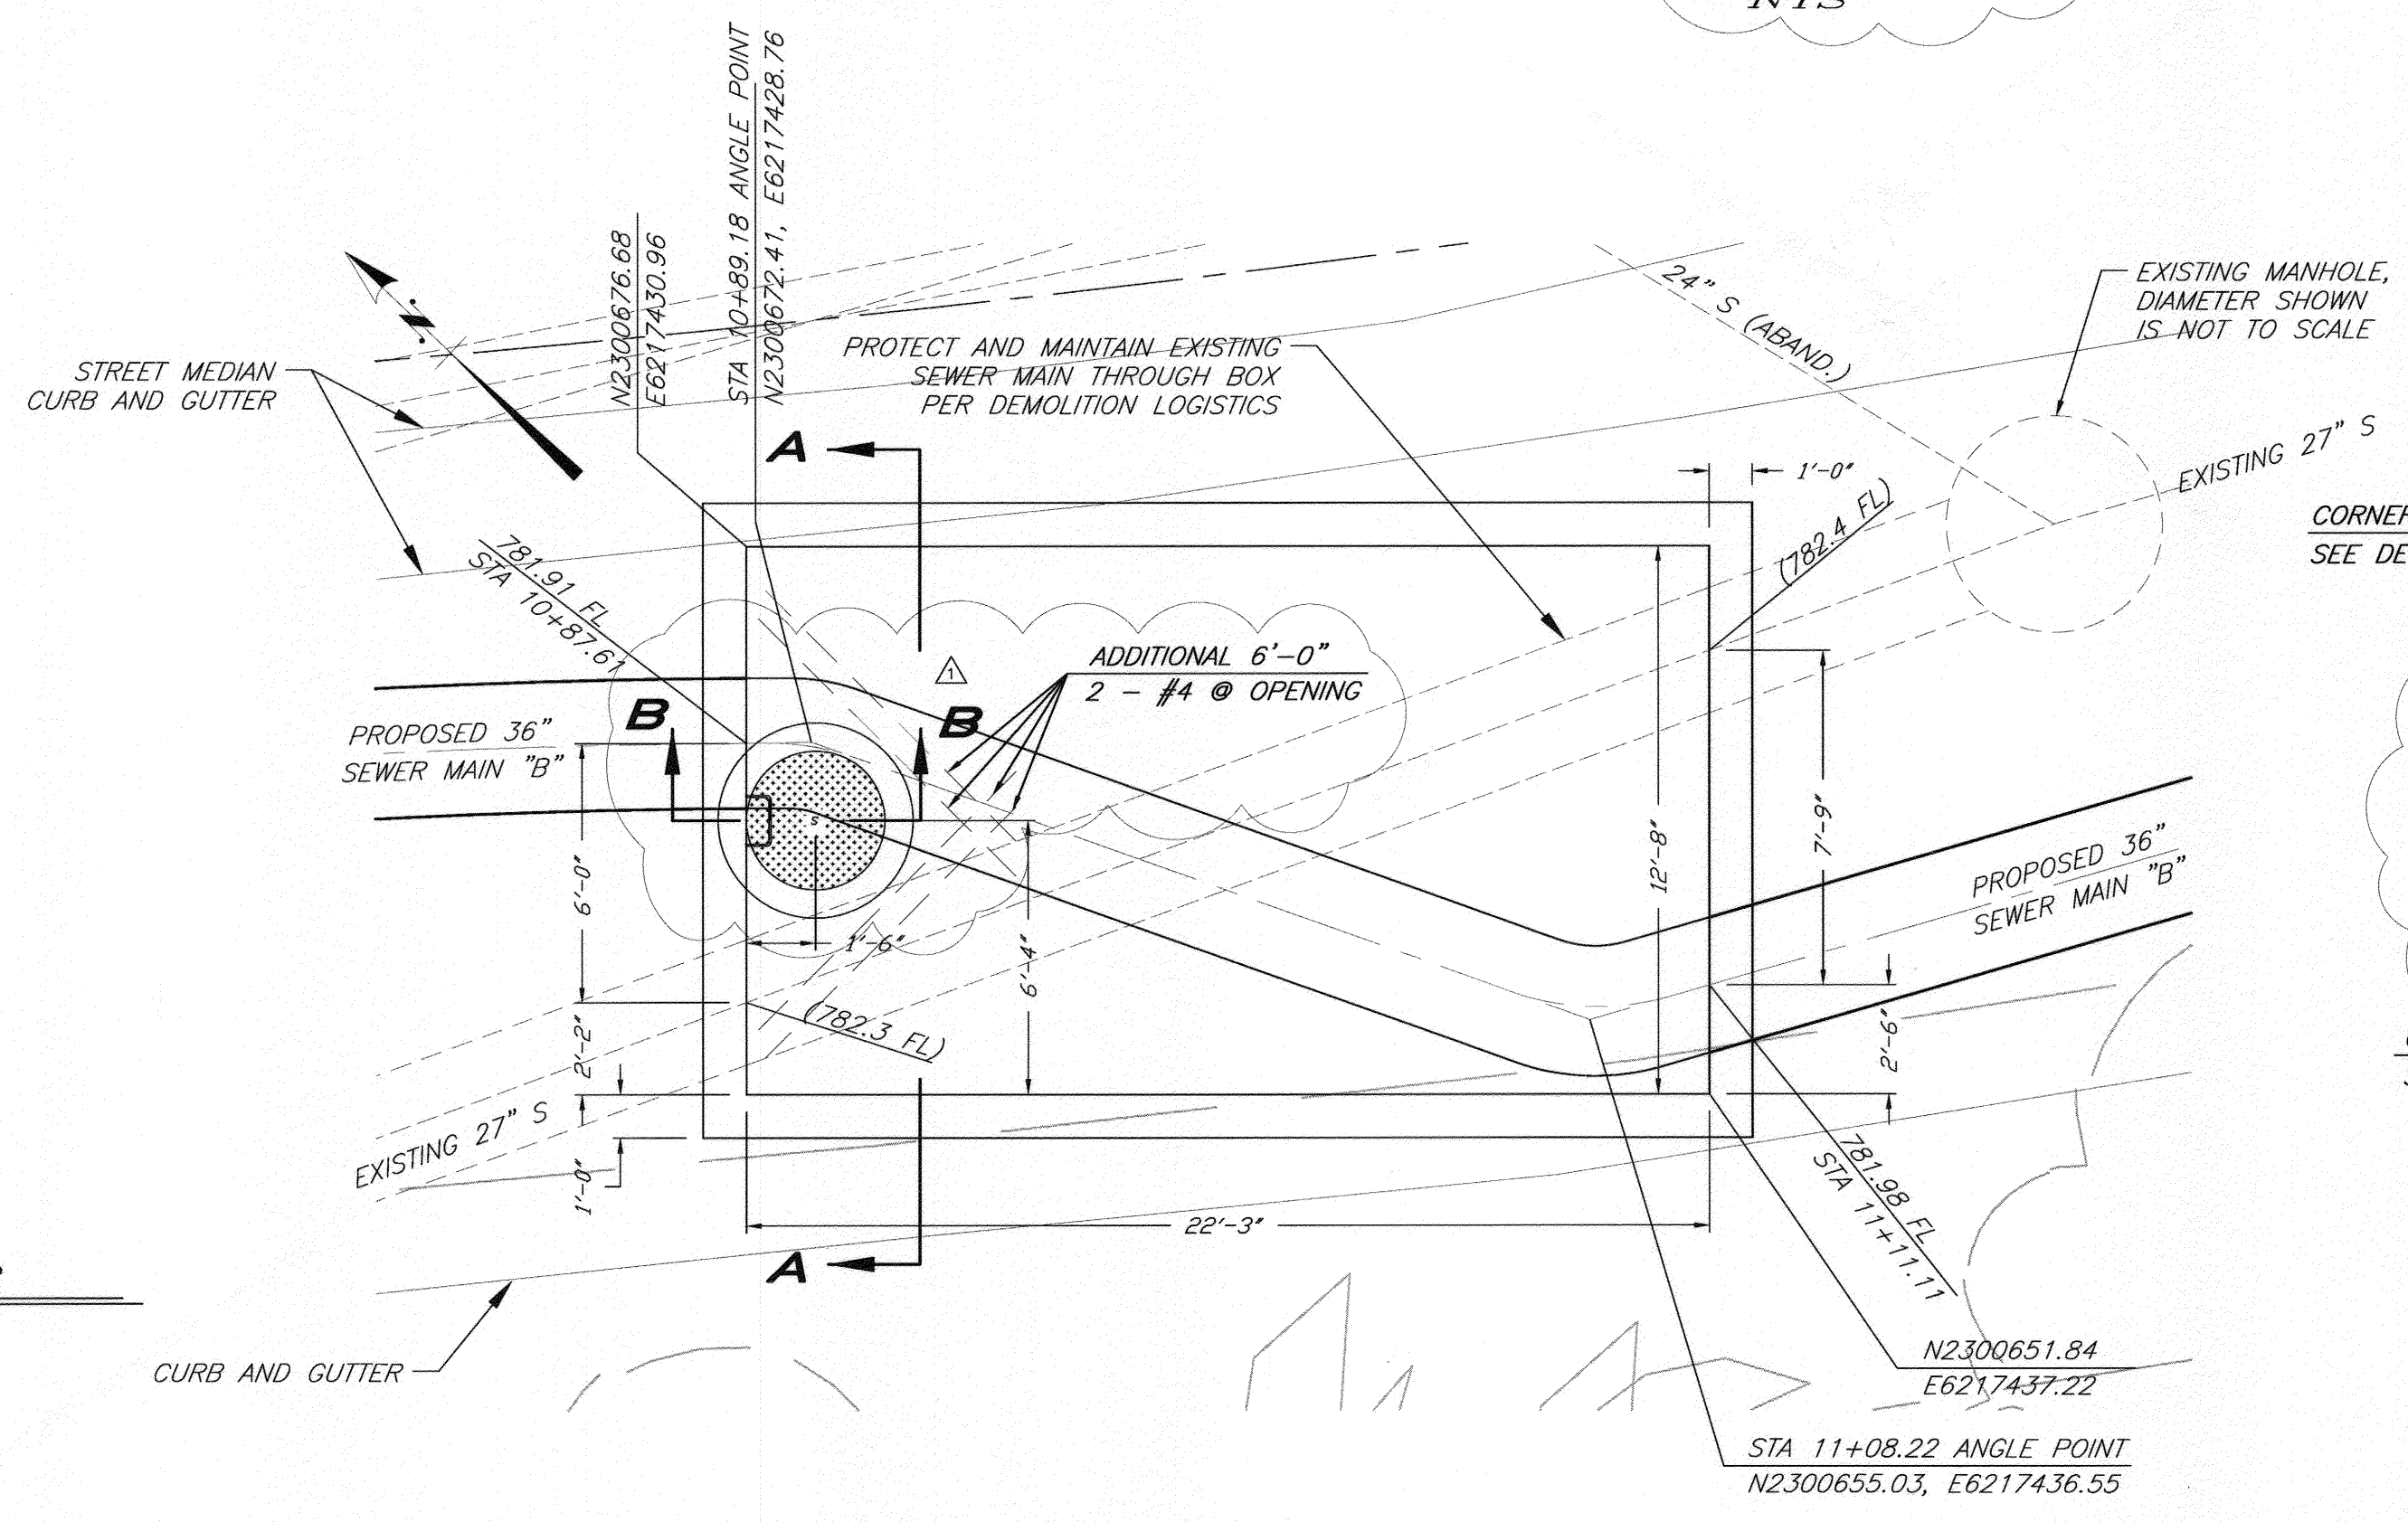 NTS
N2300676.68
E6217430.96
STA 10+89.18 ANGLE POINT
N2300672.41, E6217428.76
N
STREET MEDIAN
CURB AND GUTTER
PROTECT AND MAINTAIN EXISTING
SEWER MAIN THROUGH BOX
PER DEMOLITION LOGISTICS
24" S (ABAND.)
EXISTING MANHOLE,
DIAMETER SHOWN
IS NOT TO SCALE
EXISTING 27" S
A
1'-0"
(782.4 FL)
CORNER
SEE DE
781.91 FL
STA 10+87.61
1
ADDITIONAL 6'-0"
2 - #4 @ OPENING
B
B
PROPOSED 36"
SEWER MAIN "B"
S
6'-0"
1'-6"
6'-4"
12'-8"
7'-9"
PROPOSED 36"
SEWER MAIN "B"
(782.3 FL)
2'-2"
2'-6"
EXISTING 27" S
1'-0"
22'-3"
A
781.98 FL
STA 11+11.11
CURB AND GUTTER
N2300651.84
E6217437.22
STA 11+08.22 ANGLE POINT
N2300655.03, E6217436.55